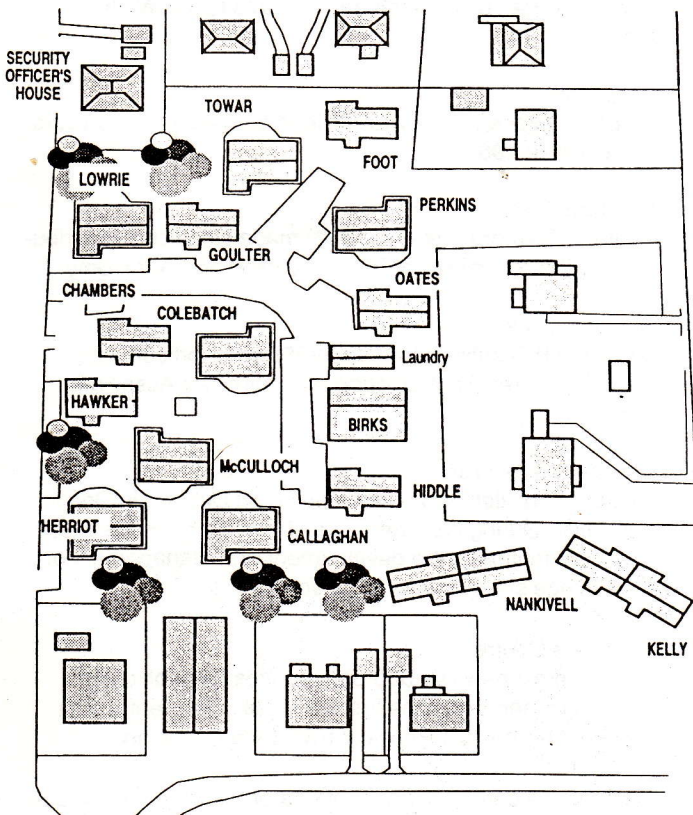 SECURITY
OFFICER'S
HOUSE
TOWAR
FOOT
LOWRIE
PERKINS
GOULTER
OATES
CHAMBERS
COLEBATCH
Laundry
HAWKER
BIRKS
McCULLOCH
HIDDLE
HERRIOT
CALLAGHAN
NANKIVELL
KELLY